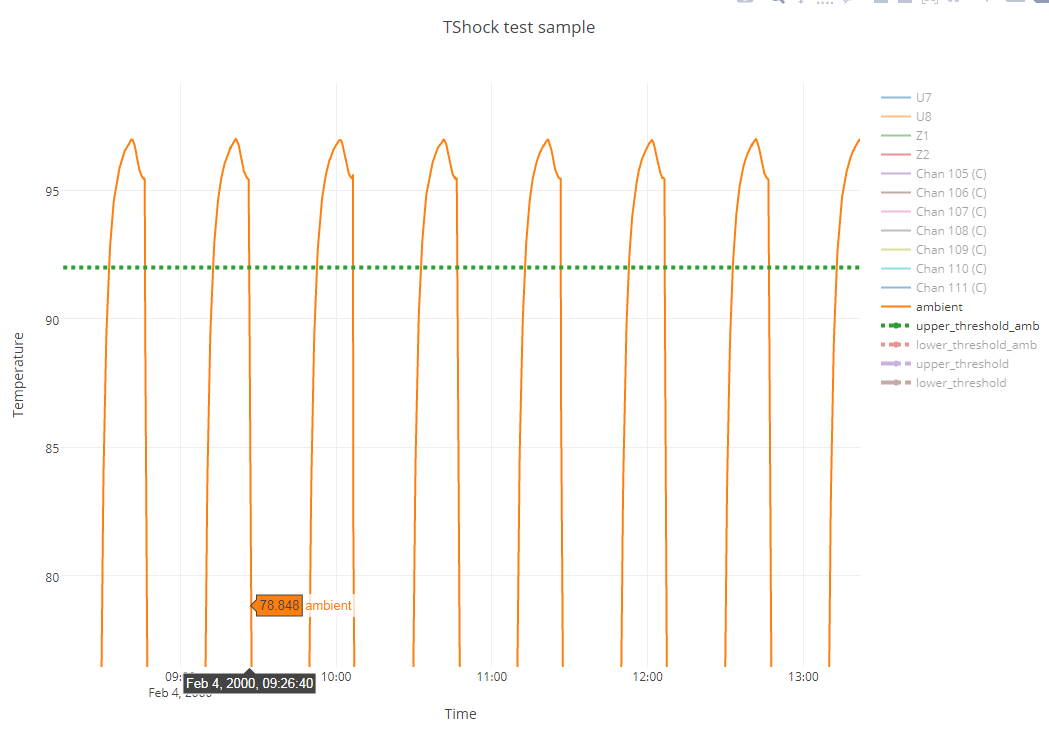 TShock test sample
U7
U8
Z1
Z2
Chan 105 (C)
Chan 106 (C)
Chan 107 (C)
Chan 108 (C)
Chan 109 (C)
Chan 110 (C)
Chan 111 (C)
ambient
upper_threshold_amb
lower_threshold_amb
upper_threshold
lower_threshold
Temperature
95
90
85
80
78.848 ambient
10:00
11:00
12:00
13:00
Feb 4, 2000, 09:26:40
Feb 4,
Time